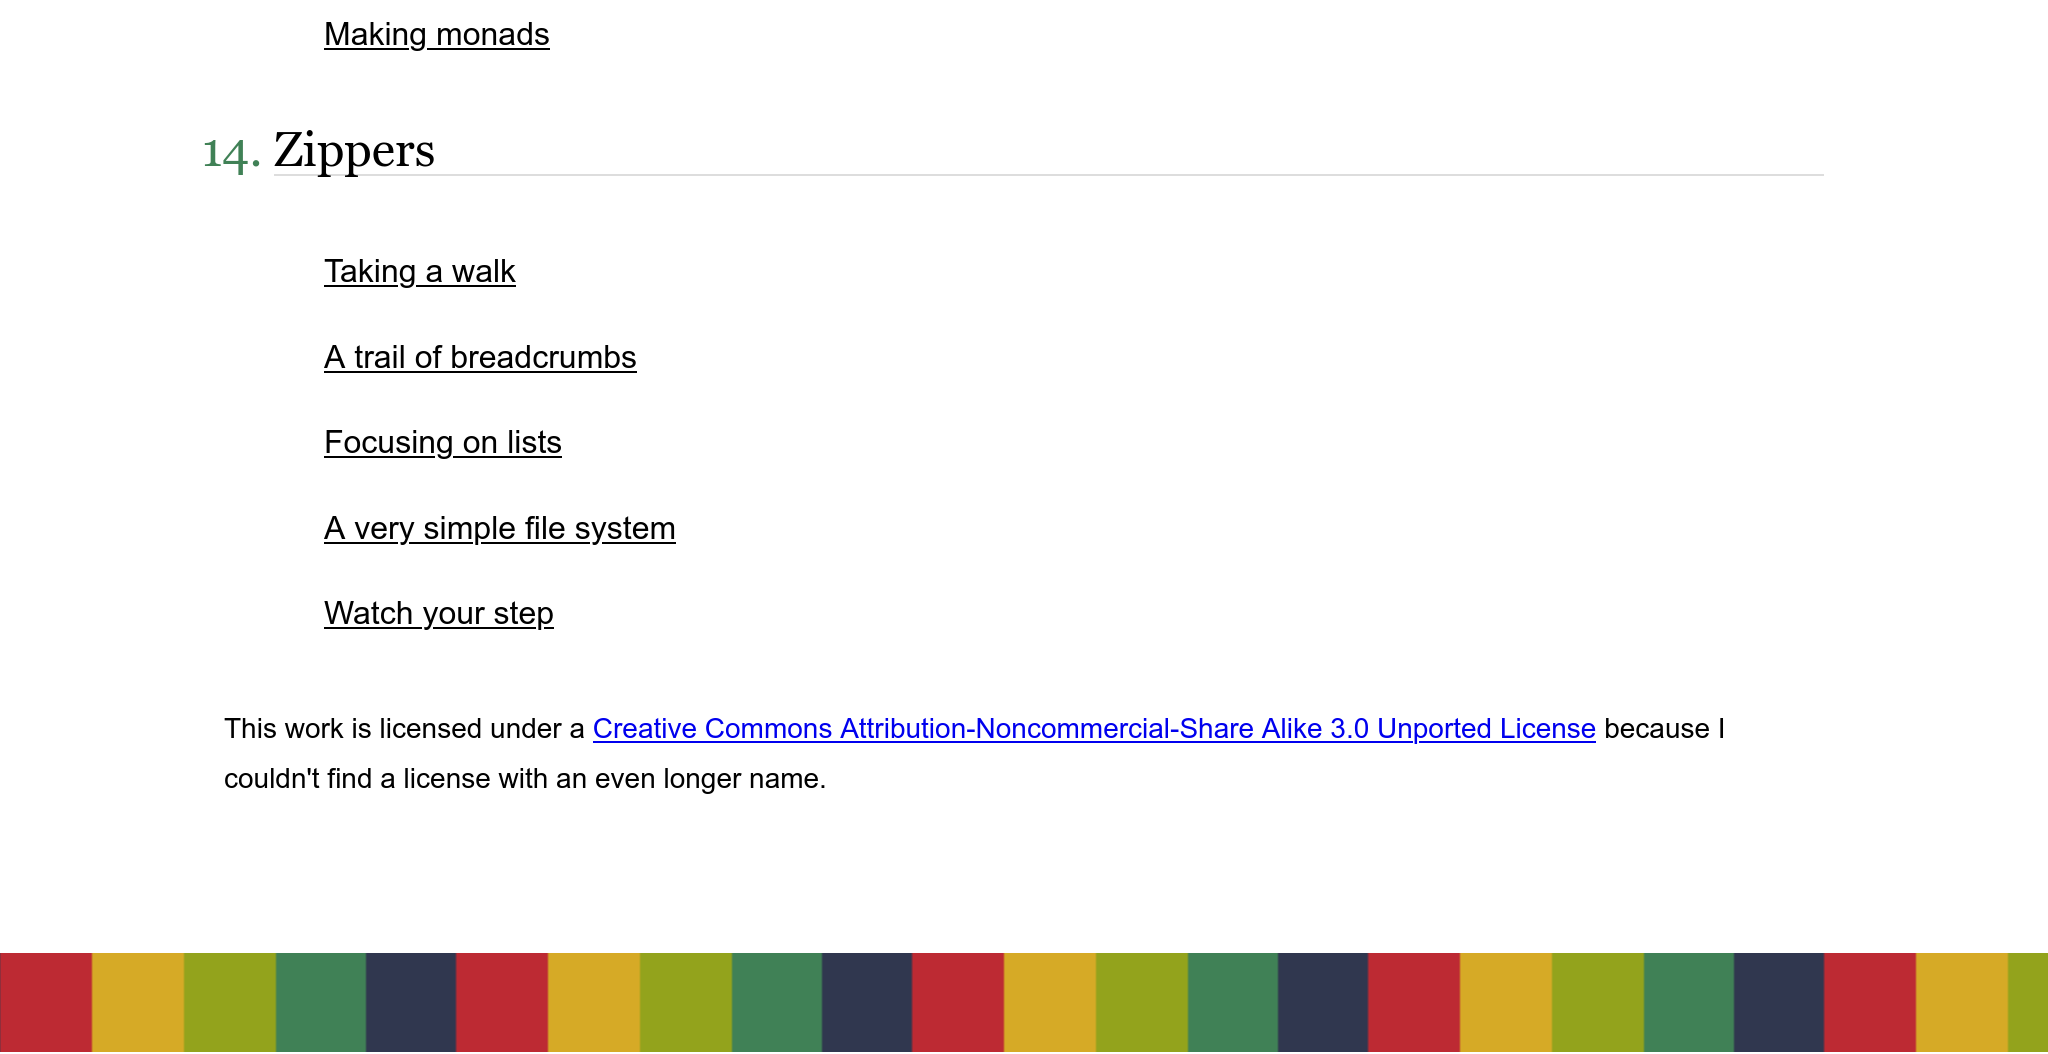 Making monads
14. Zippers
Taking a walk
A trail of breadcrumbs
Focusing on lists
A very simple file system
Watch your step
This work is licensed under a Creative Commons Attribution-Noncommercial-Share Alike 3.0 Unported License because I
couldn't find a license with an even longer name.